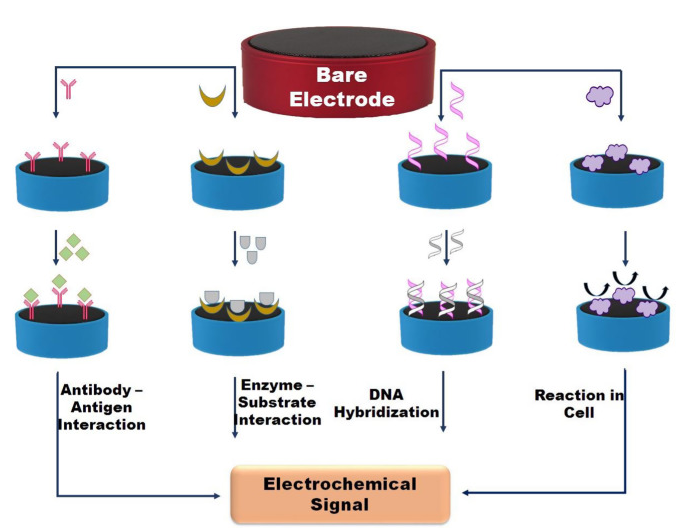 Bare
Electrode
Antibody –
Antigen
Interaction
Enzyme –
Substrate
Interaction
DNA
Hybridization
Reaction in
Cell
Electrochemical
Signal